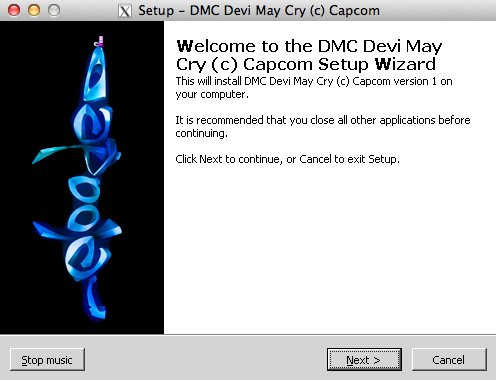 Setup – DMC Devi May Cry (c) Capcom
Welcome to the DMC Devi May
Cry (c) Capcom Setup Wizard
This will install DMC Devi May Cry (c) Capcom version 1 on
your computer.
It is recommended that you close all other applications before
continuing.
Click Next to continue, or Cancel to exit Setup.
Stop music
Next >
Cancel